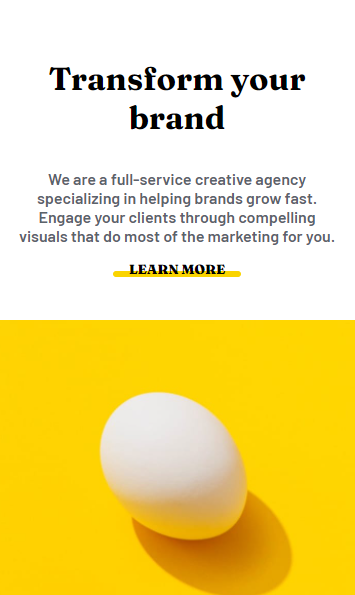 Transform your
brand
We are a full-service creative agency
specializing in helping brands grow fast.
Engage your clients through compelling
visuals that do most of the marketing for you.
LEARN MORE